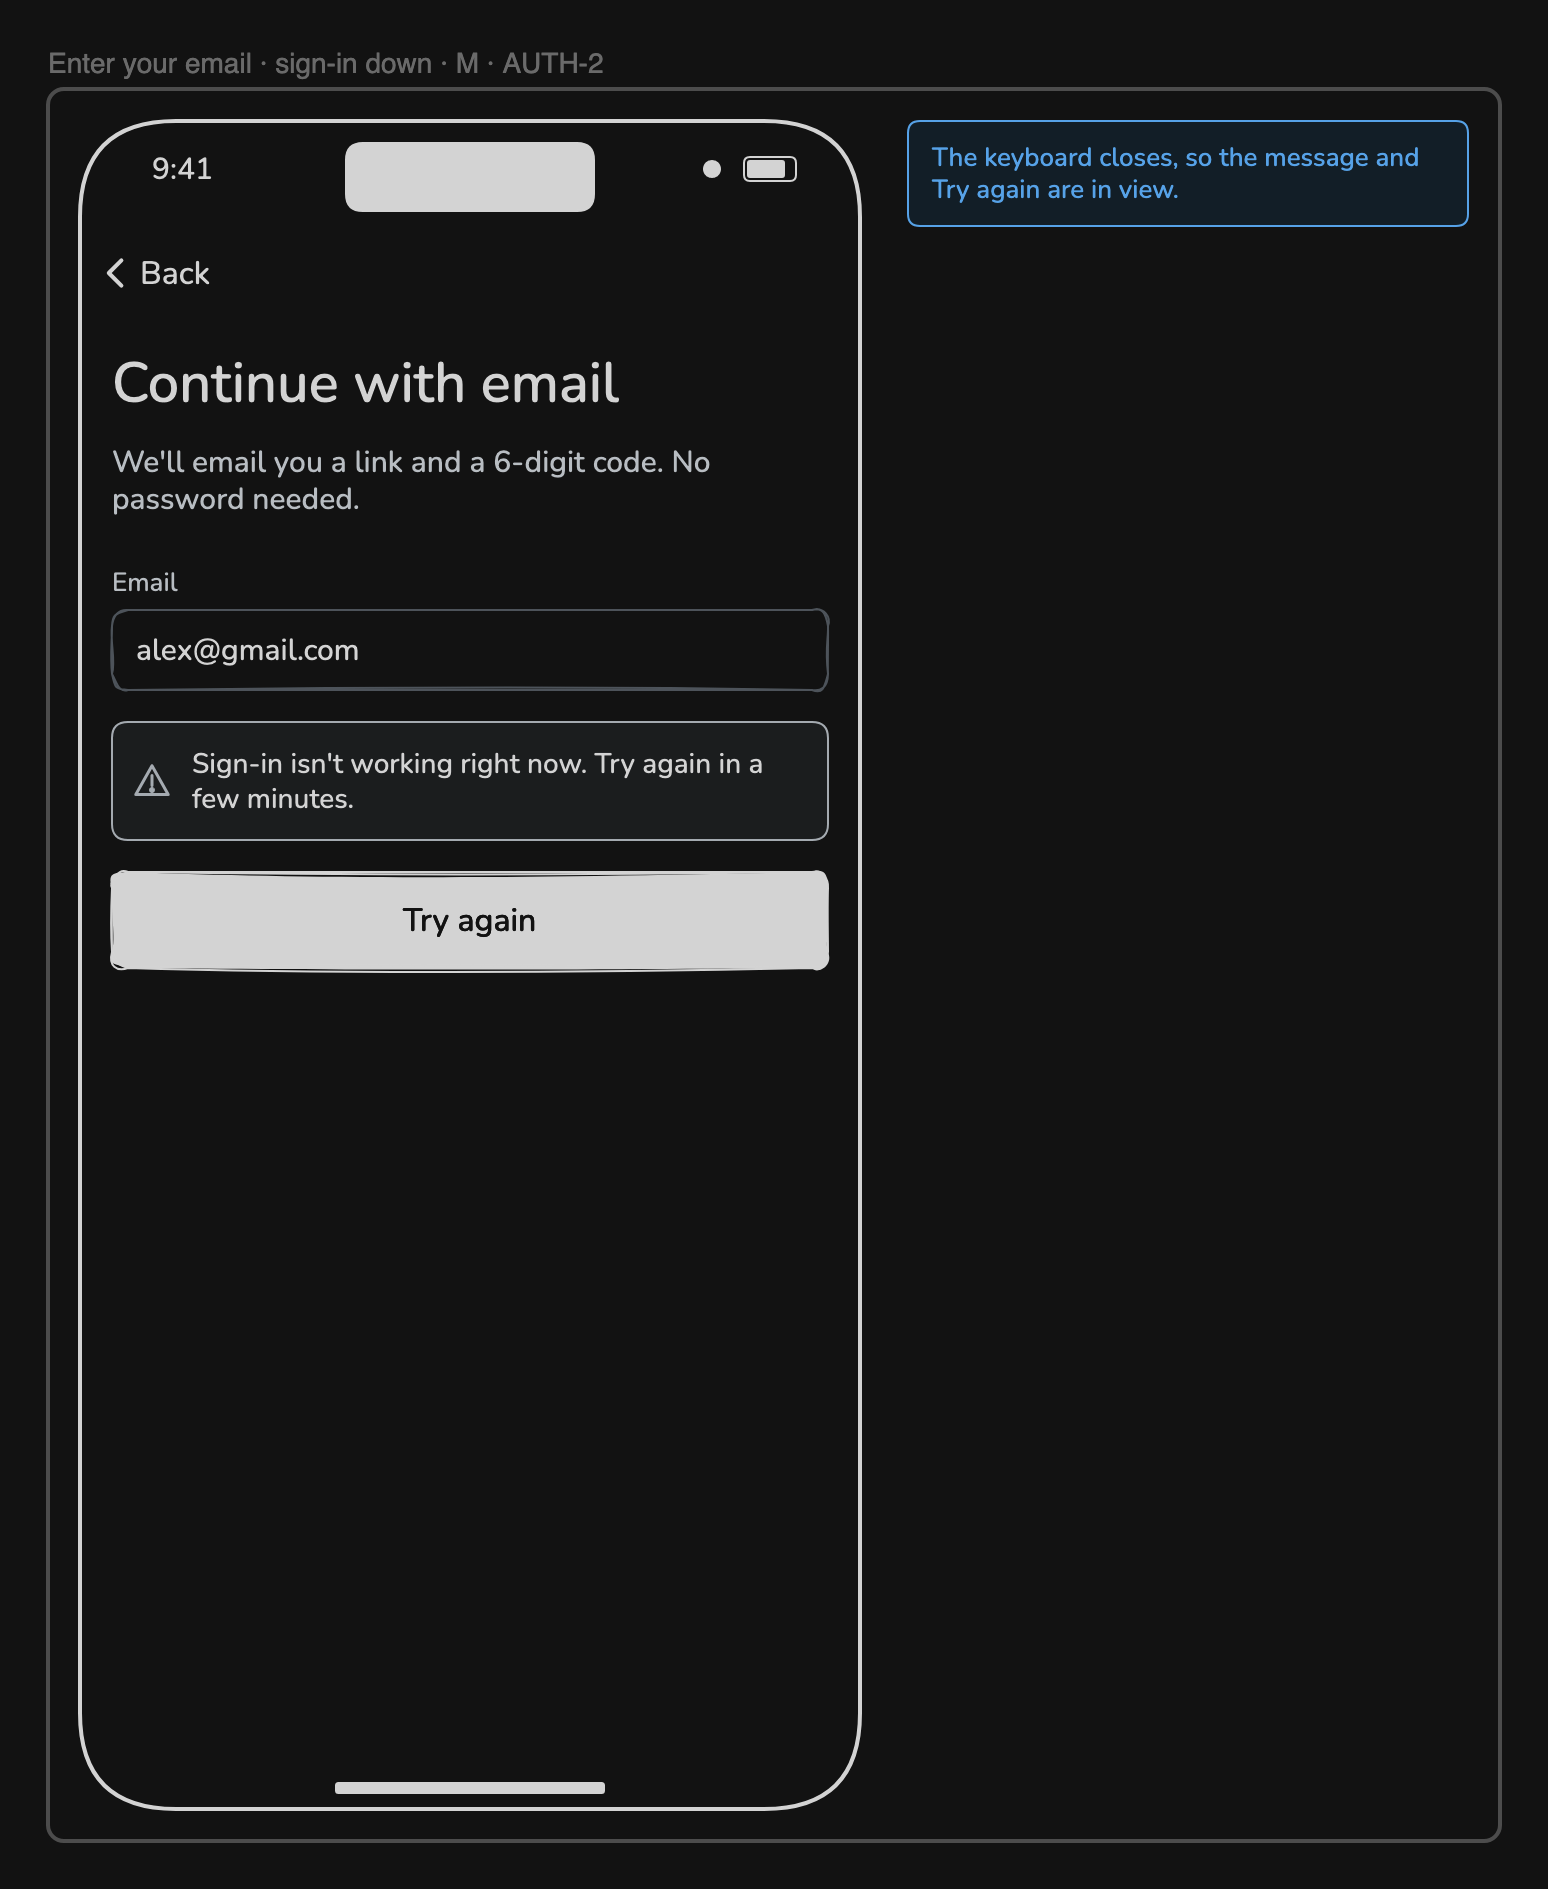 Enter your email · sign-in down · M · AUTH-2
9:41
The keyboard closes, so the message and
Try again are in view.
Back
Continue with email
We'll email you a link and a 6-digit code. No
password needed.
Email
alex@gmail.com
Sign-in isn't working right now. Try again in a
few minutes.
Try again